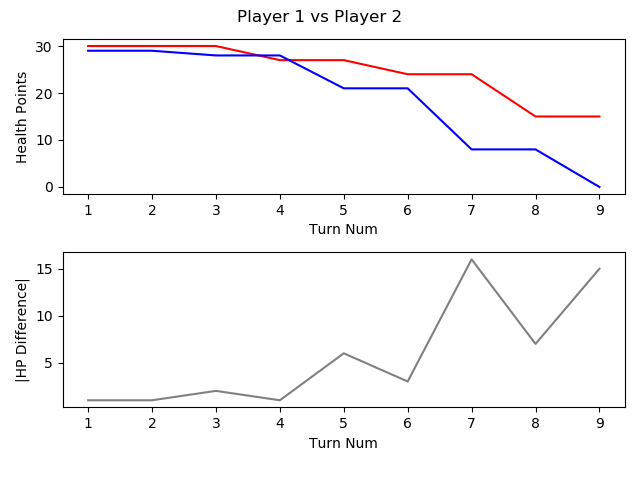 Player 1 vs Player 2
30
20
10
0
Health Points
1 2 3 4 5 6 7 8 9
Turn Num
15
10
5
|HP Difference|
1 2 3 4 5 6 7 8 9
Turn Num